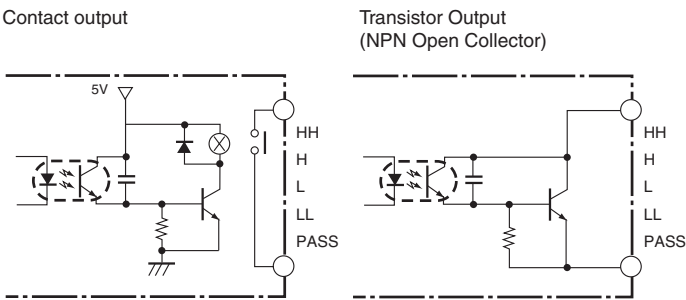 Contact output
5V
HH
H
L
LL
PASS
Transistor Output
(NPN Open Collector)
HH
H
L
LL
PASS